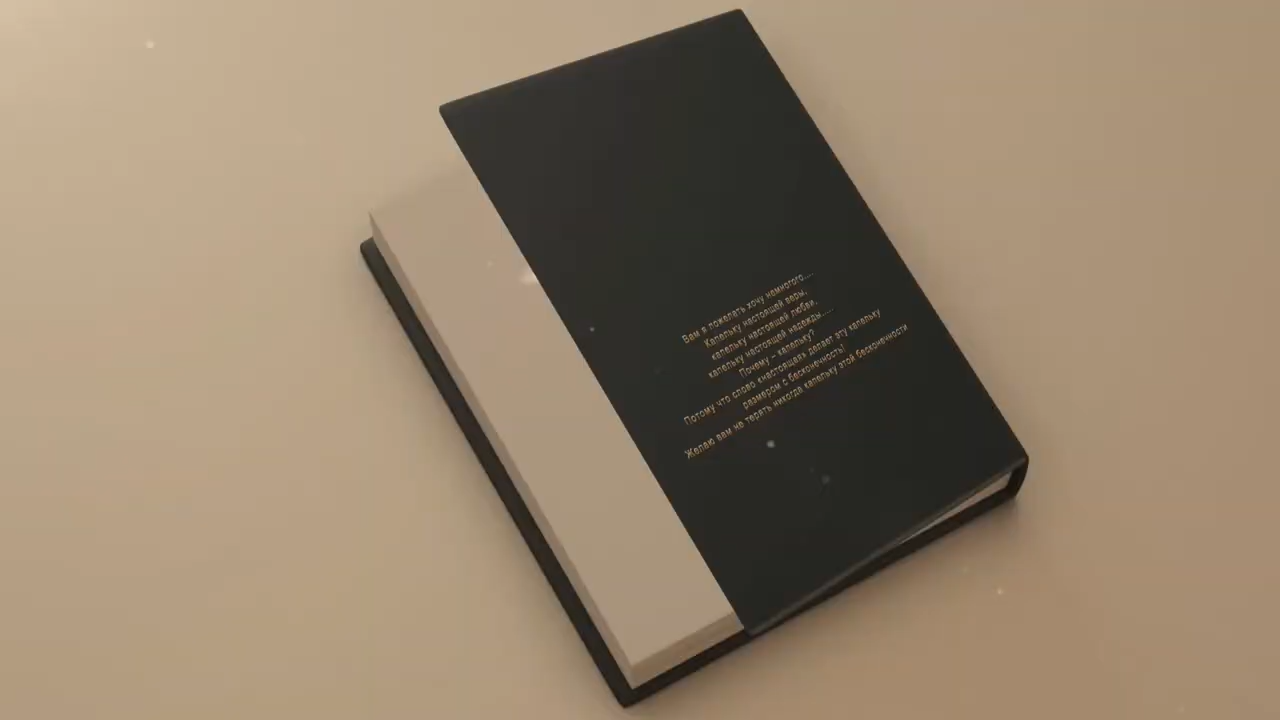 Вам я пожелать хочу немногого....
Капельку настоящей веры,
капельку настоящей любви,
капельку настоящей надежды....
Почему – капельку?
Потому что слово «настоящая» делает эту капельку
размером с бесконечность!
Желаю вам не терять никогда капельку этой бесконечности